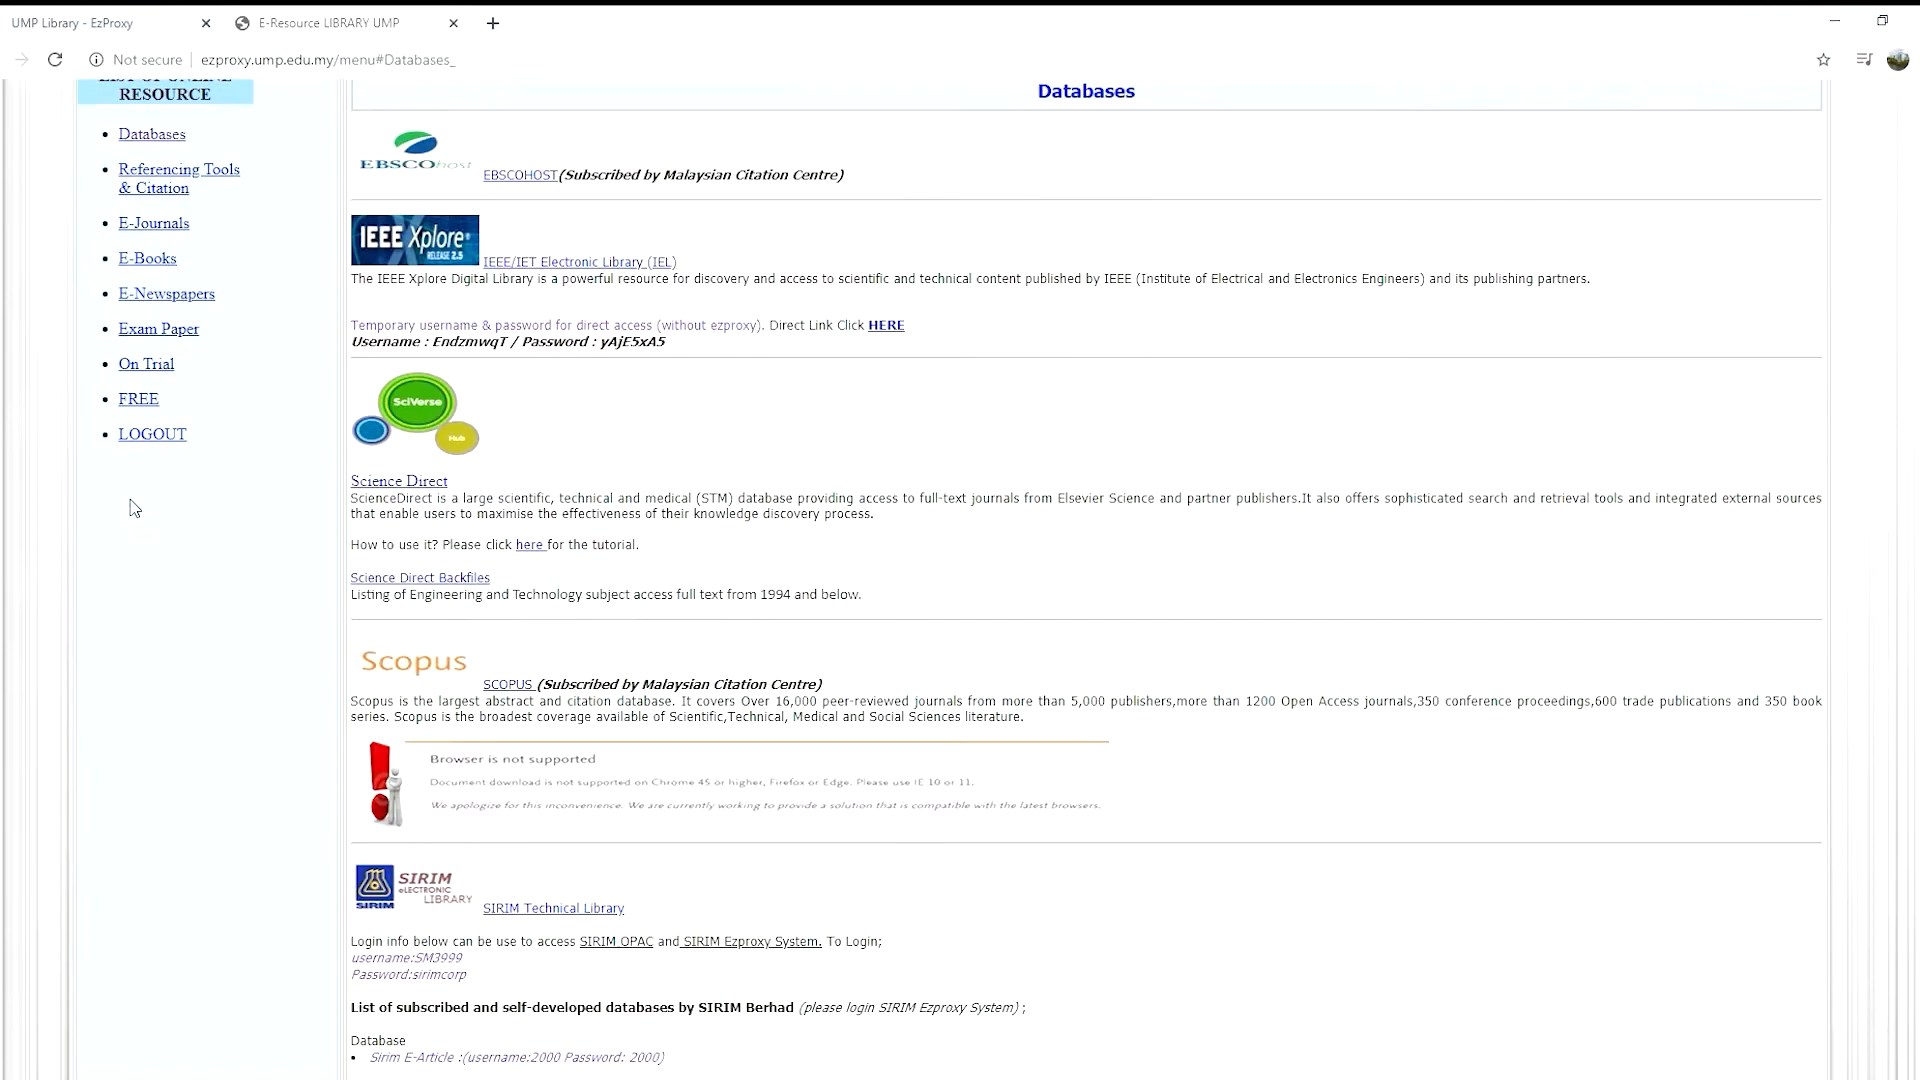 UMP Library - EzProxy
E-Resource LIBRARY UMP
Not secure
ezproxy.ump.edu.my/menu#Databases_
LIST OF ONLINE
RESOURCE
Databases
Referencing Tools
& Citation
E-Journals
E-Books
E-Newspapers
Exam Paper
On Trial
FREE
LOGOUT
Databases
EBSCOhost
EBSCOHOST(Subscribed by Malaysian Citation Centre)
IEEE Xplore®
RELEASE 2.5
IEEE/IET Electronic Library (IEL)
The IEEE Xplore Digital Library is a powerful resource for discovery and access to scientific and technical content published by IEEE (Institute of Electrical and Electronics Engineers) and its publishing partners.
Temporary username & password for direct access (without ezproxy). Direct Link Click HERE
Username : EndzmwqT / Password : yAjE5xA5
SciVerse
Hub
Science Direct
ScienceDirect is a large scientific, technical and medical (STM) database providing access to full-text journals from Elsevier Science and partner publishers.It also offers sophisticated search and retrieval tools and integrated external sources
that enable users to maximise the effectiveness of their knowledge discovery process.
How to use it? Please click here for the tutorial.
Science Direct Backfiles
Listing of Engineering and Technology subject access full text from 1994 and below.
Scopus
SCOPUS (Subscribed by Malaysian Citation Centre)
Scopus is the largest abstract and citation database. It covers Over 16,000 peer-reviewed journals from more than 5,000 publishers,more than 1200 Open Access journals,350 conference proceedings,600 trade publications and 350 book
series. Scopus is the broadest coverage available of Scientific,Technical, Medical and Social Sciences literature.
Browser is not supported
Document download is not supported on Chrome 45 or higher, Firefox or Edge. Please use IE 10 or 11.
We apologize for this inconvenience. We are currently working to provide a solution that is compatible with the latest browsers.
SIRIM
SIRIM
eLECTRONIC
LIBRARY
SIRIM Technical Library
Login info below can be use to access SIRIM OPAC and SIRIM Ezproxy System. To Login;
username:SM3999
Password:sirimcorp
List of subscribed and self-developed databases by SIRIM Berhad (please login SIRIM Ezproxy System) ;
Database
Sirim E-Article :(username:2000 Password: 2000)